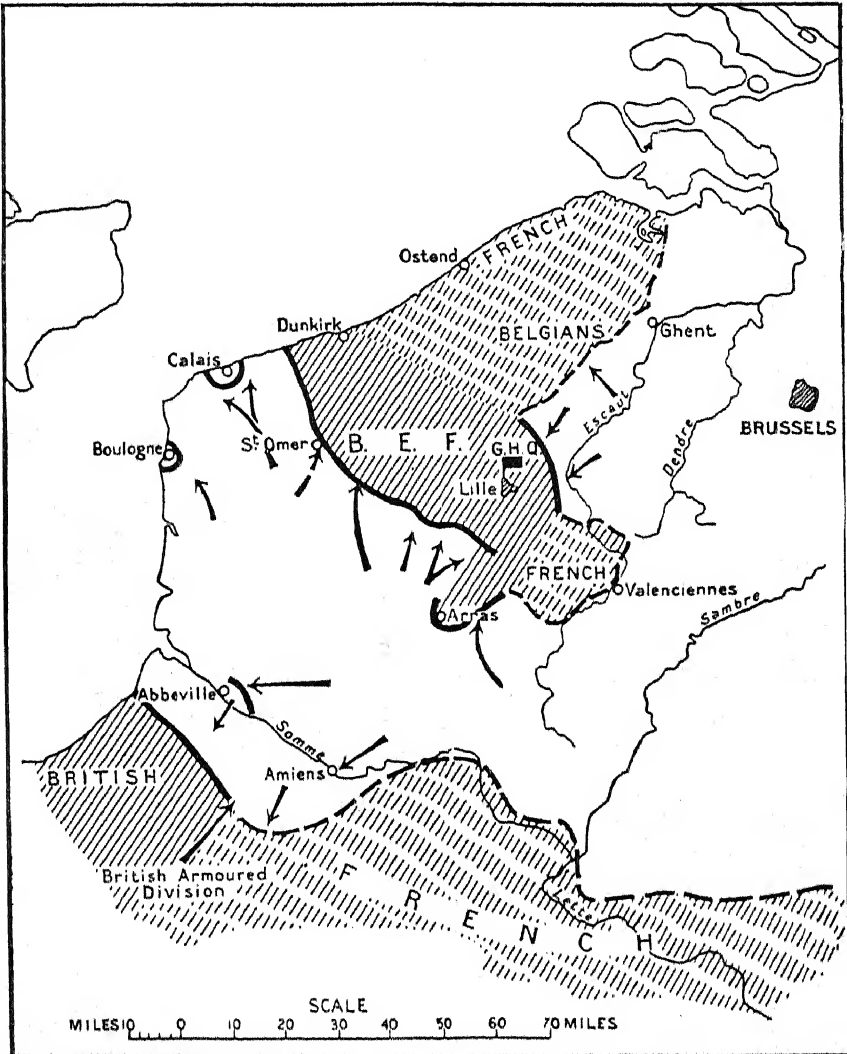 FRENCH
Ostend
Dunkirk
BELGIANS
Ghent
Calais
Escaut
Dendre
BRUSSELS
Boulogne
St Omer
B. E. F.
G.H.Q.
Lille
FRENCH
Valenciennes
Sambre
Arras
Abbeville
Somme
Amiens
BRITISH
British Armoured
Division
FRENCH
SCALE
MILES 10 0 10 20 30 40 50 60 70 MILES